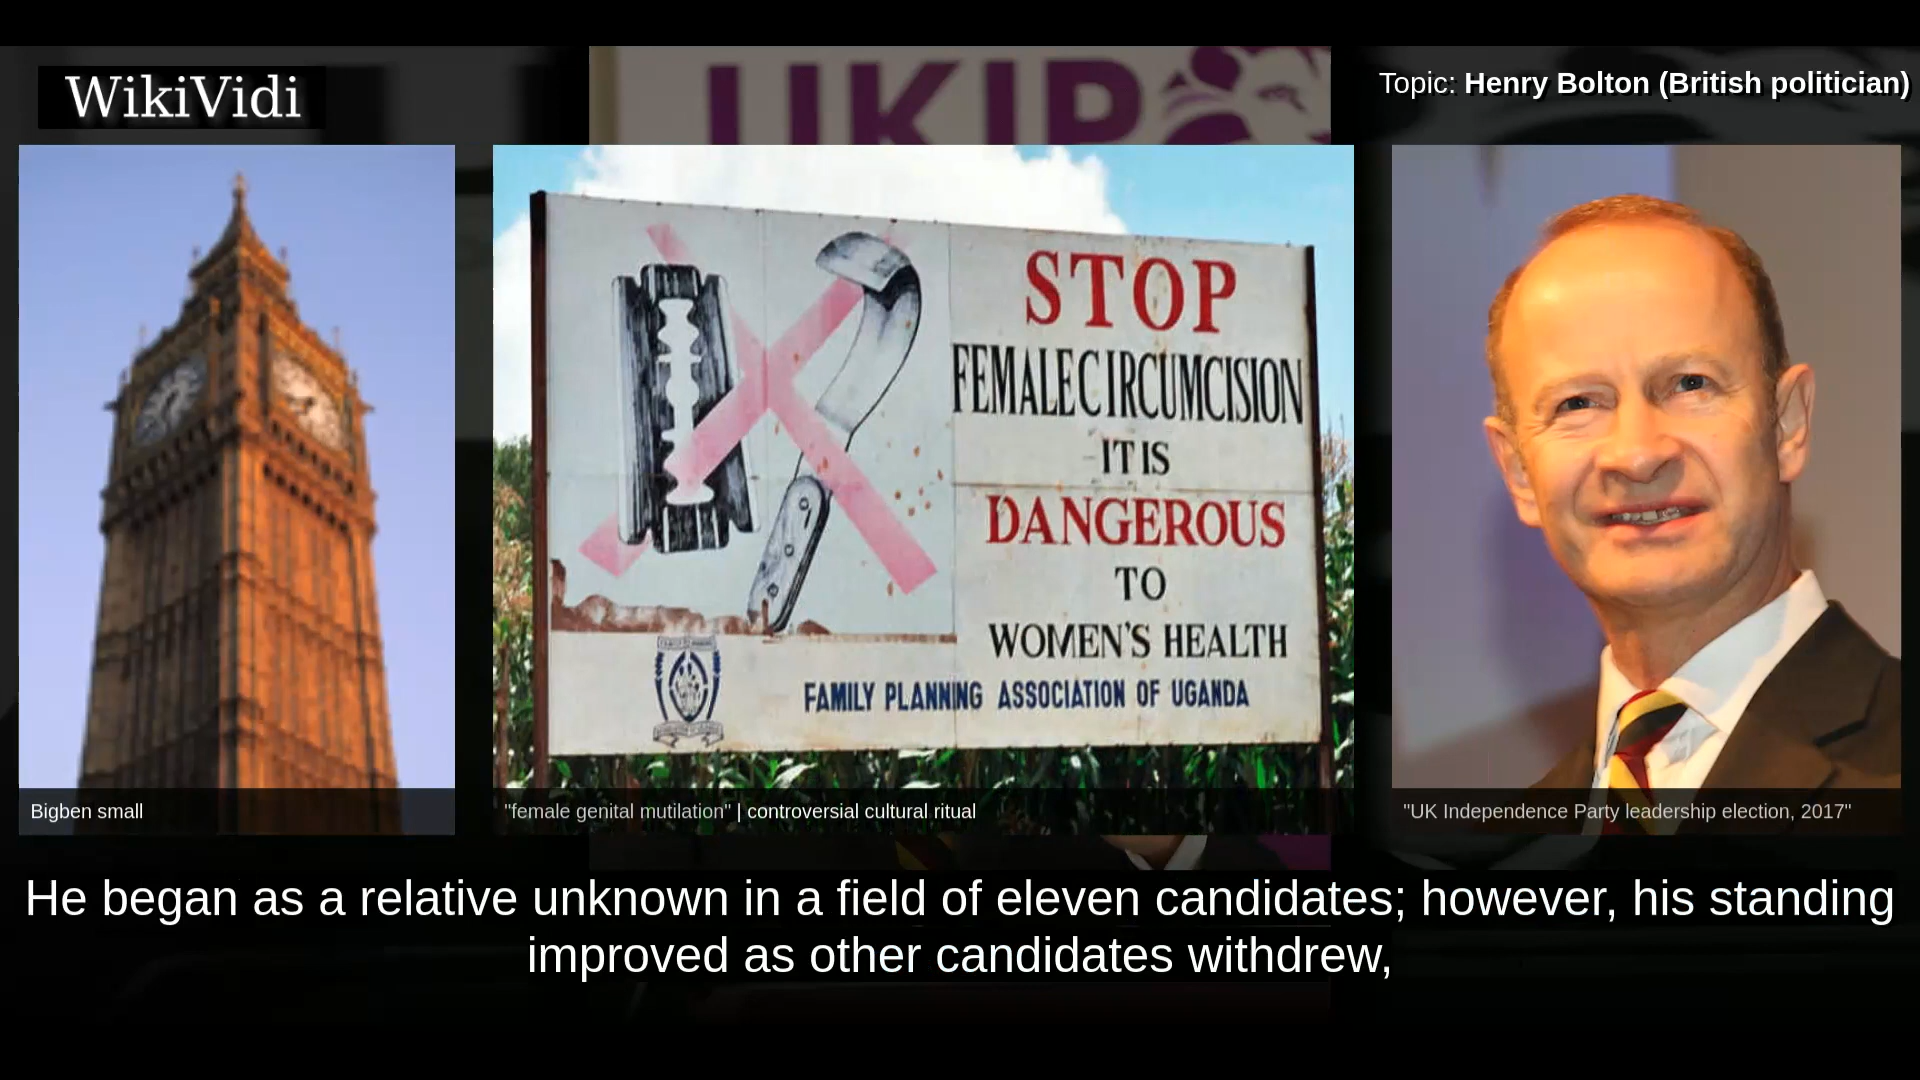 UKIP
WikiVidi
Topic: Henry Bolton (British politician)
STOP
FEMALE CIRCUMCISION
IT IS
DANGEROUS
TO
WOMEN'S HEALTH
FAMILY PLANNING ASSOCIATION OF UGANDA
Bigben small
"female genital mutilation" | controversial cultural ritual
"UK Independence Party leadership election, 2017"
He began as a relative unknown in a field of eleven candidates; however, his standing
improved as other candidates withdrew,